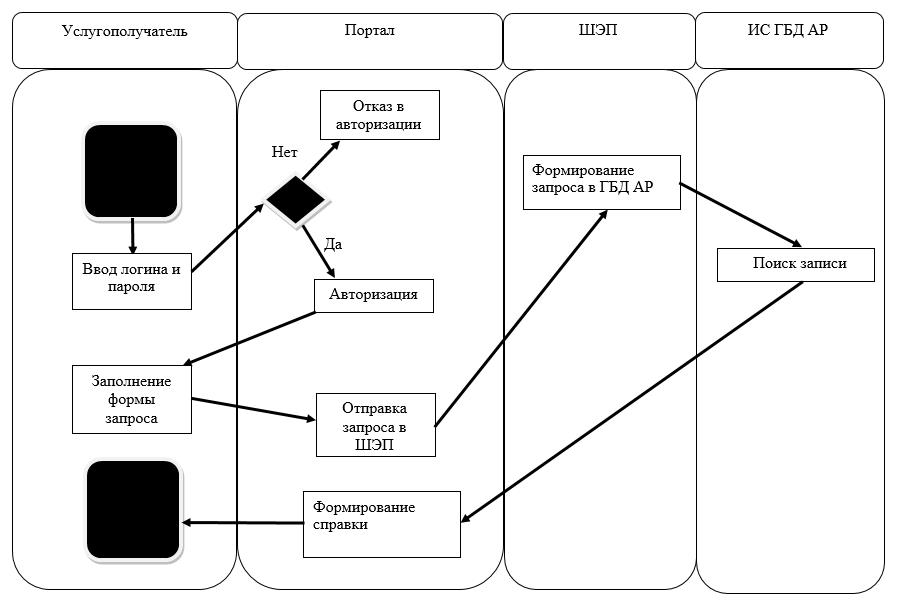 Услугополучатель
Портал
ШЭП
ИС ГБД АР
Отказ в
авторизации
Нет
Формирование
запроса в ГБД АР
Да
Ввод логина и
пароля
Поиск записи
Авторизация
Заполнение
формы
запроса
Отправка
запроса в
ШЭП
Формирование
справки